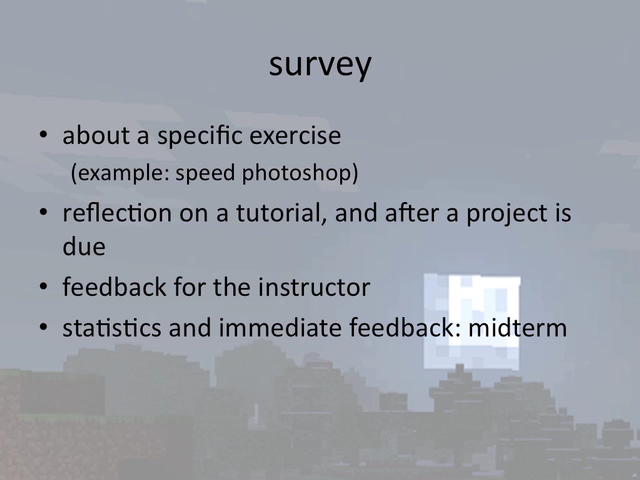 survey
• about a specific exercise
(example: speed photoshop)
• reflection on a tutorial, and after a project is
due
• feedback for the instructor
• statistics and immediate feedback: midterm